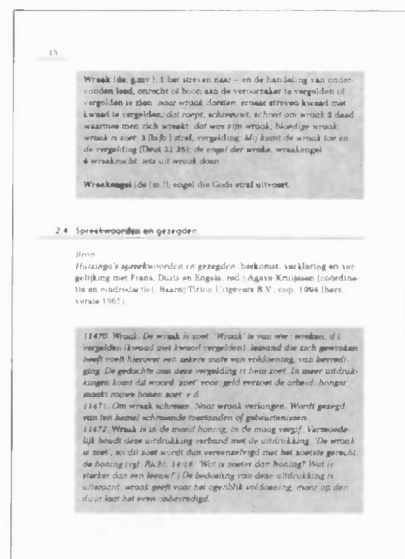 15
Wraak [de; g.mv.] 1 het streven naar – en de handeling van onder-
vonden leed, onrecht of hoon aan de veroorzaker te vergelden of
vergelden te zien: naar wraak dorsten, ernaar streven kwaad met
kwaad te vergelden; dat roept, schreeuwt, schreit om wraak 2 daad
waarmee men zich wreekt: dat was zijn wraak; bloedige wraak;
wraak is zoet; 3 [bijb.] straf, vergelding: Mij komt de wraak toe en
de vergelding [Deut 32:35]; de engel der wrake, wraakengel
4 wraakzucht: iets uit wraak doen.
Wraakengel [de (m.)], engel die Gods straf uitvoert.
2.4 Spreekwoorden en gezegden
Bron
Huizinga's spreekwoorden en gezegden: herkomst, verklaring en ver-
gelijking met Frans, Duits en Engels, red.: Agave Kruijssen (coördina-
tie en eindredactie), Baarn: Tirion Uitgevers B.V., cop. 1994 [herz.
versie 1965].
11470. Wraak. De wraak is zoet. 'Wraak' is van wer: wreken, d.i.
vergelden (kwaad met kwaad vergelden). Iemand die zich gewroken
heeft voelt hierover een zekere mate van voldoening, van bevredi-
ging. De gedachte aan deze vergelding is hem zoet. In meer uitdruk-
kingen komt dit woord 'zoet' voor: geld verzoet de arbeid; honger
maakt rauwe bonen zoet; e.d.
11471. Om wraak schreien. Naar wraak verlangen. Wordt gezegd
van ten hemel schreiende toestanden of gebeurtenissen.
11472. Wraak is in de mond honing, in de maag vergif. Vermoede-
lijk houdt deze uitdrukking verband met de uitdrukking: 'De wraak
is zoet', en dit zoet wordt dan vereenzelvigd met het zoetste gerecht,
de honing (vgl. Richt. 14:18: 'Wat is zoeter dan honing? Wat is
sterker dan een leeuw?') De bedoeling van deze uitdrukking is
uiteraard: wraak geeft voor het ogenblik voldoening, maar op den
duur laat het even onbevredigd.